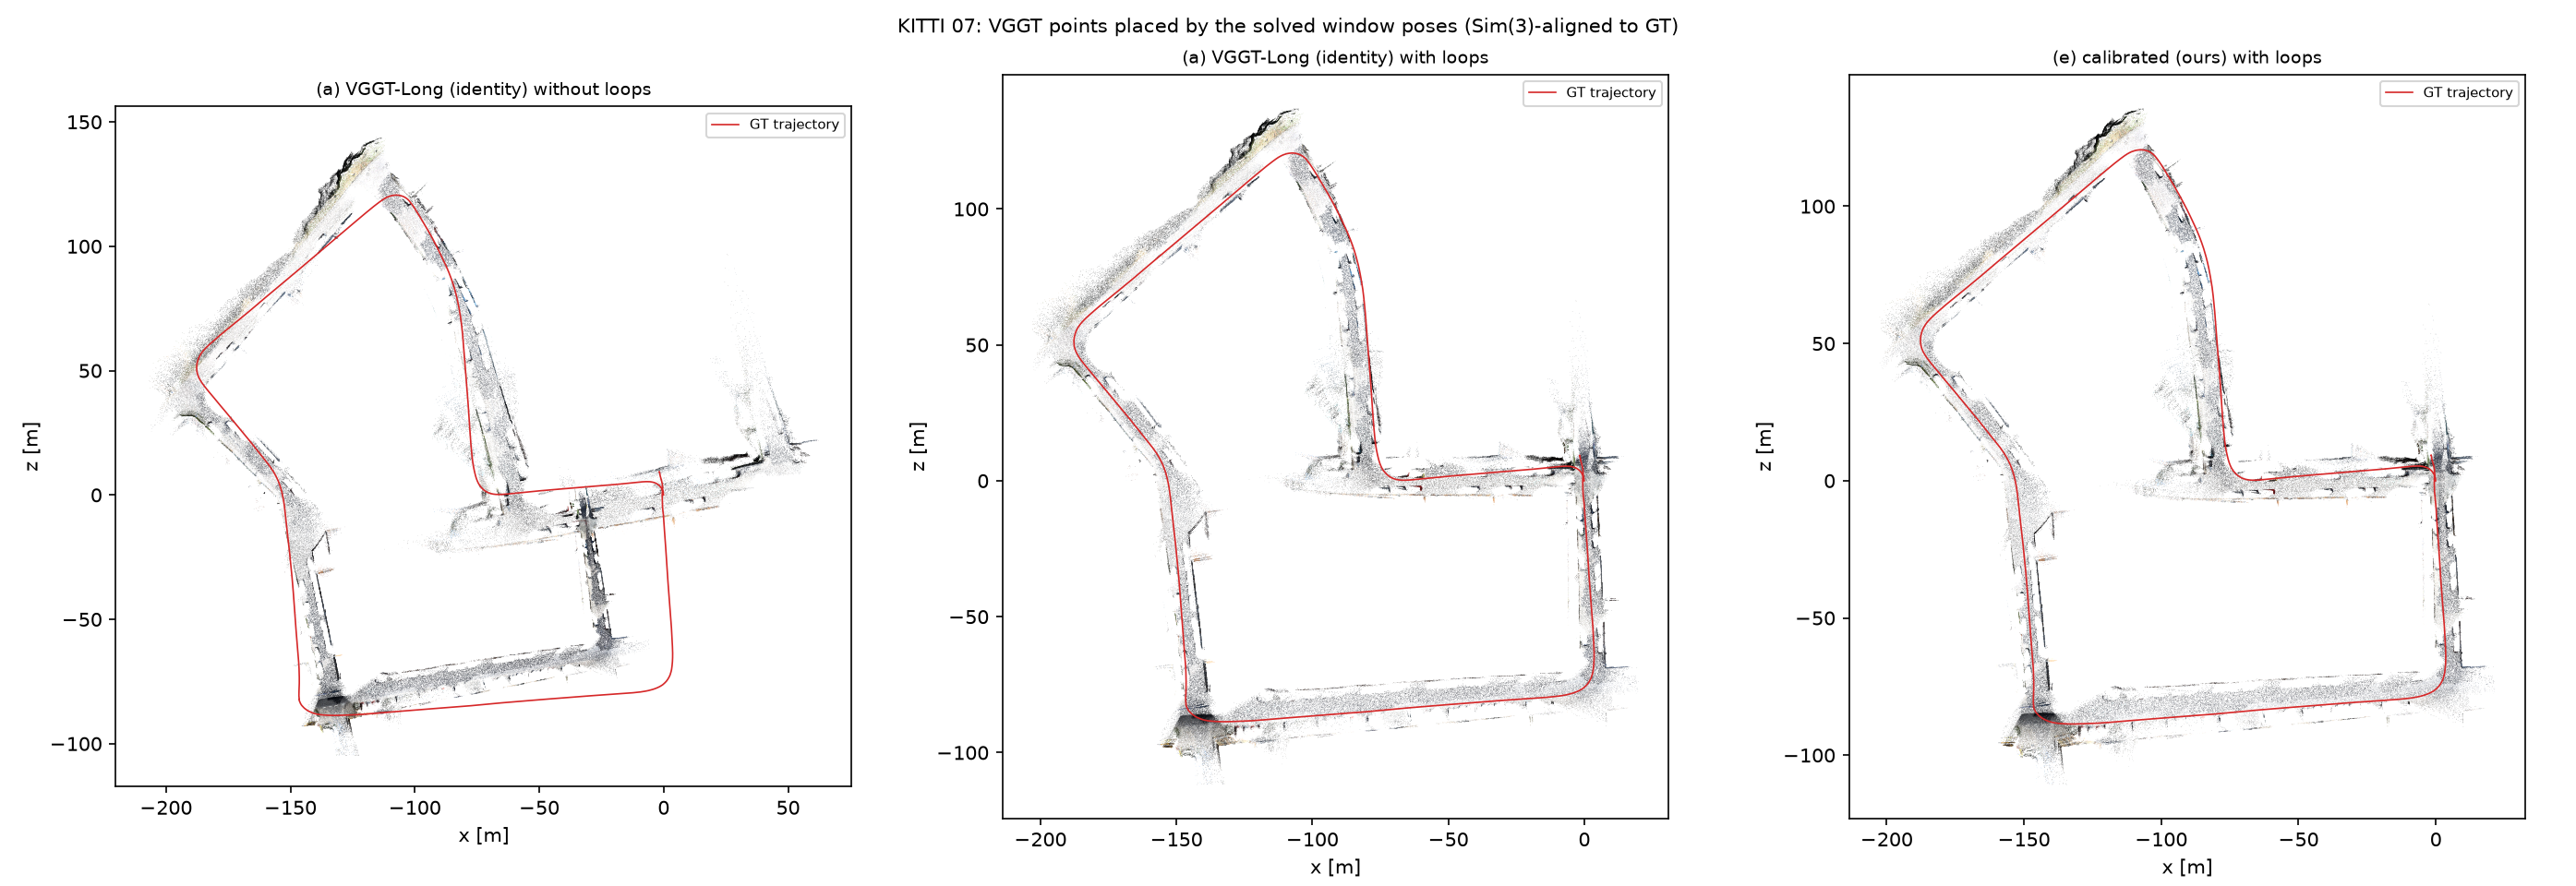 KITTI 07: VGGT points placed by the solved window poses (Sim(3)-aligned to GT)
(a) VGGT-Long (identity) without loops
GT trajectory
150
100
50
0
−50
−100
z [m]
−200
−150
−100
−50
0
50
x [m]
(a) VGGT-Long (identity) with loops
GT trajectory
100
50
0
−50
−100
z [m]
−200
−150
−100
−50
0
x [m]
(e) calibrated (ours) with loops
GT trajectory
100
50
0
−50
−100
z [m]
−200
−150
−100
−50
0
x [m]